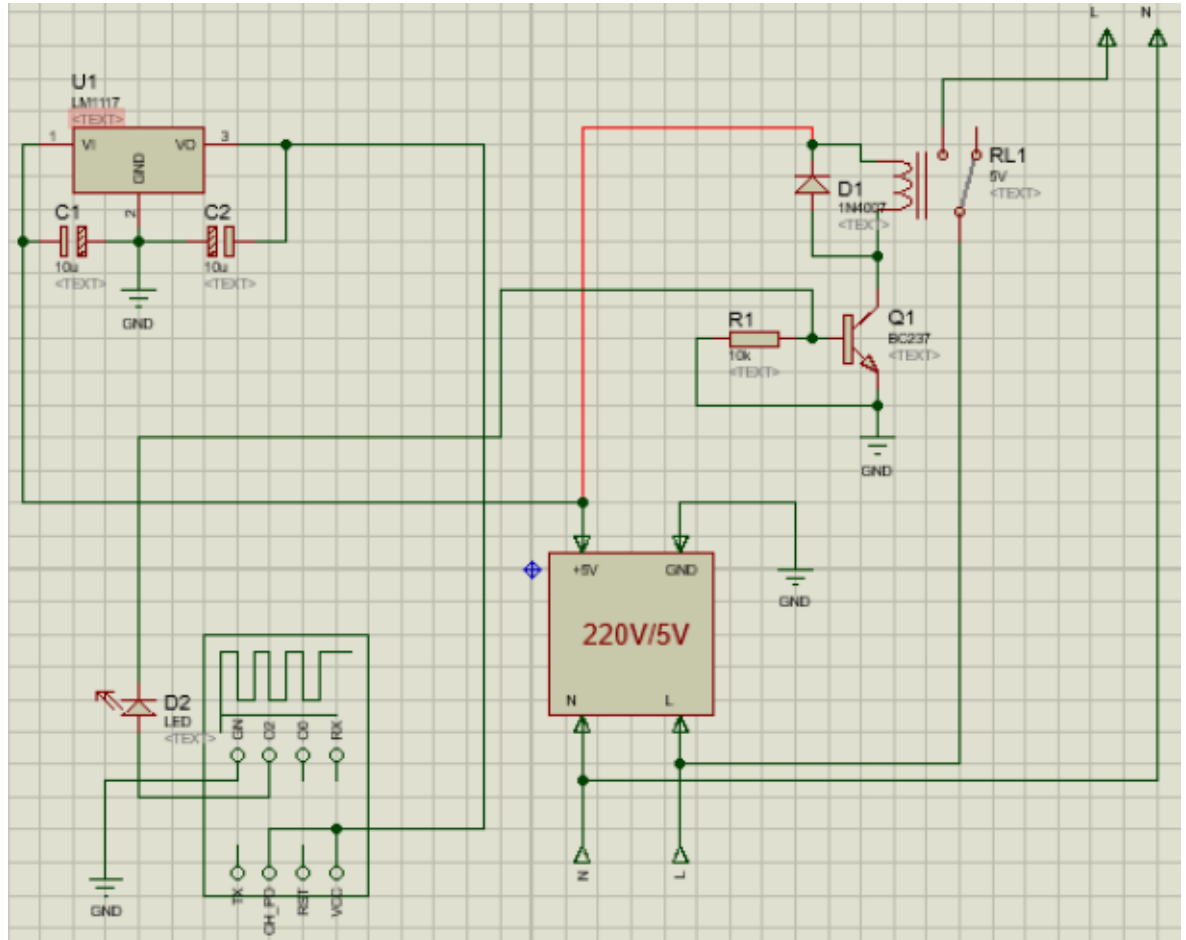 L N
U1
LM1117
<TEXT>
1 VI VO 3
GND
2
C1
10u
<TEXT>
C2
10u
<TEXT>
GND
D1
1N4007
<TEXT>
RL1
5V
<TEXT>
R1
10k
<TEXT>
Q1
BC237
<TEXT>
GND
+5V GND
GND
220V/5V
N L
N L
D2
LED
<TEXT>
GN O2 O0 RX
TX CH_PD RST VCC
GND